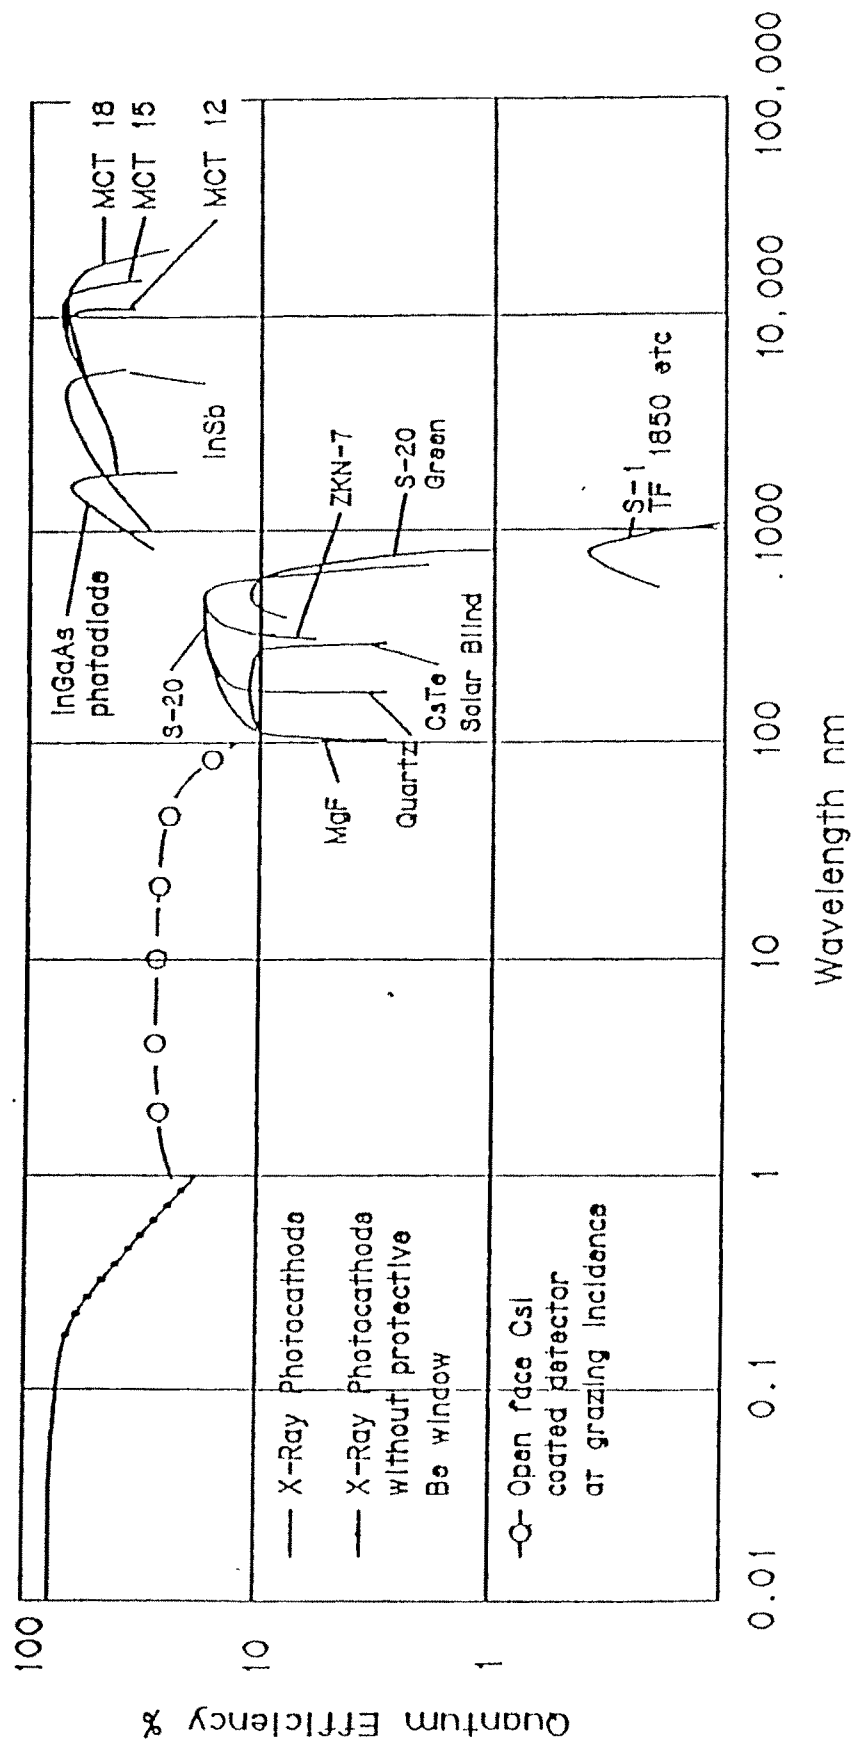 Quantum Efficiency %
100
10
1
InGaAs
photodiode
S-20
MCT 18
MCT 15
MCT 12
InSb
ZKN-7
S-20
Green
MgF
Quartz
CsTe
Solar Blind
S-1
TF 1850 etc
X-Ray Photocathode
X-Ray Photocathode
without protective
Be window
Open face CsI
coated detector
at grazing incidence
0.01
0.1
1
10
100
1000
10,000
100,000
Wavelength nm